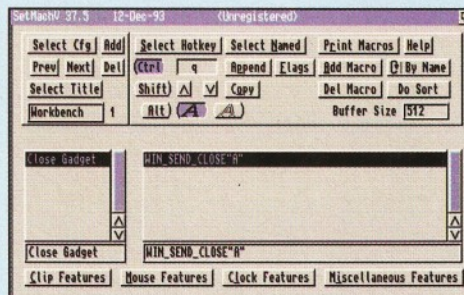 SetMachV 37.5 12-Dec-93 (Unregistered)
Select Cfg Add Select Hotkey Select Named Print Macros Help
Prev Next Del Ctrl q Append Flags Add Macro By Name
Select Title Shift Copy Del Macro Do Sort
Workbench 1 Alt A A Buffer Size 512
Close Gadget WIN_SEND_CLOSE"A"
Close Gadget WIN_SEND_CLOSE"A"
Clip Features Mouse Features Clock Features Miscellaneous Features